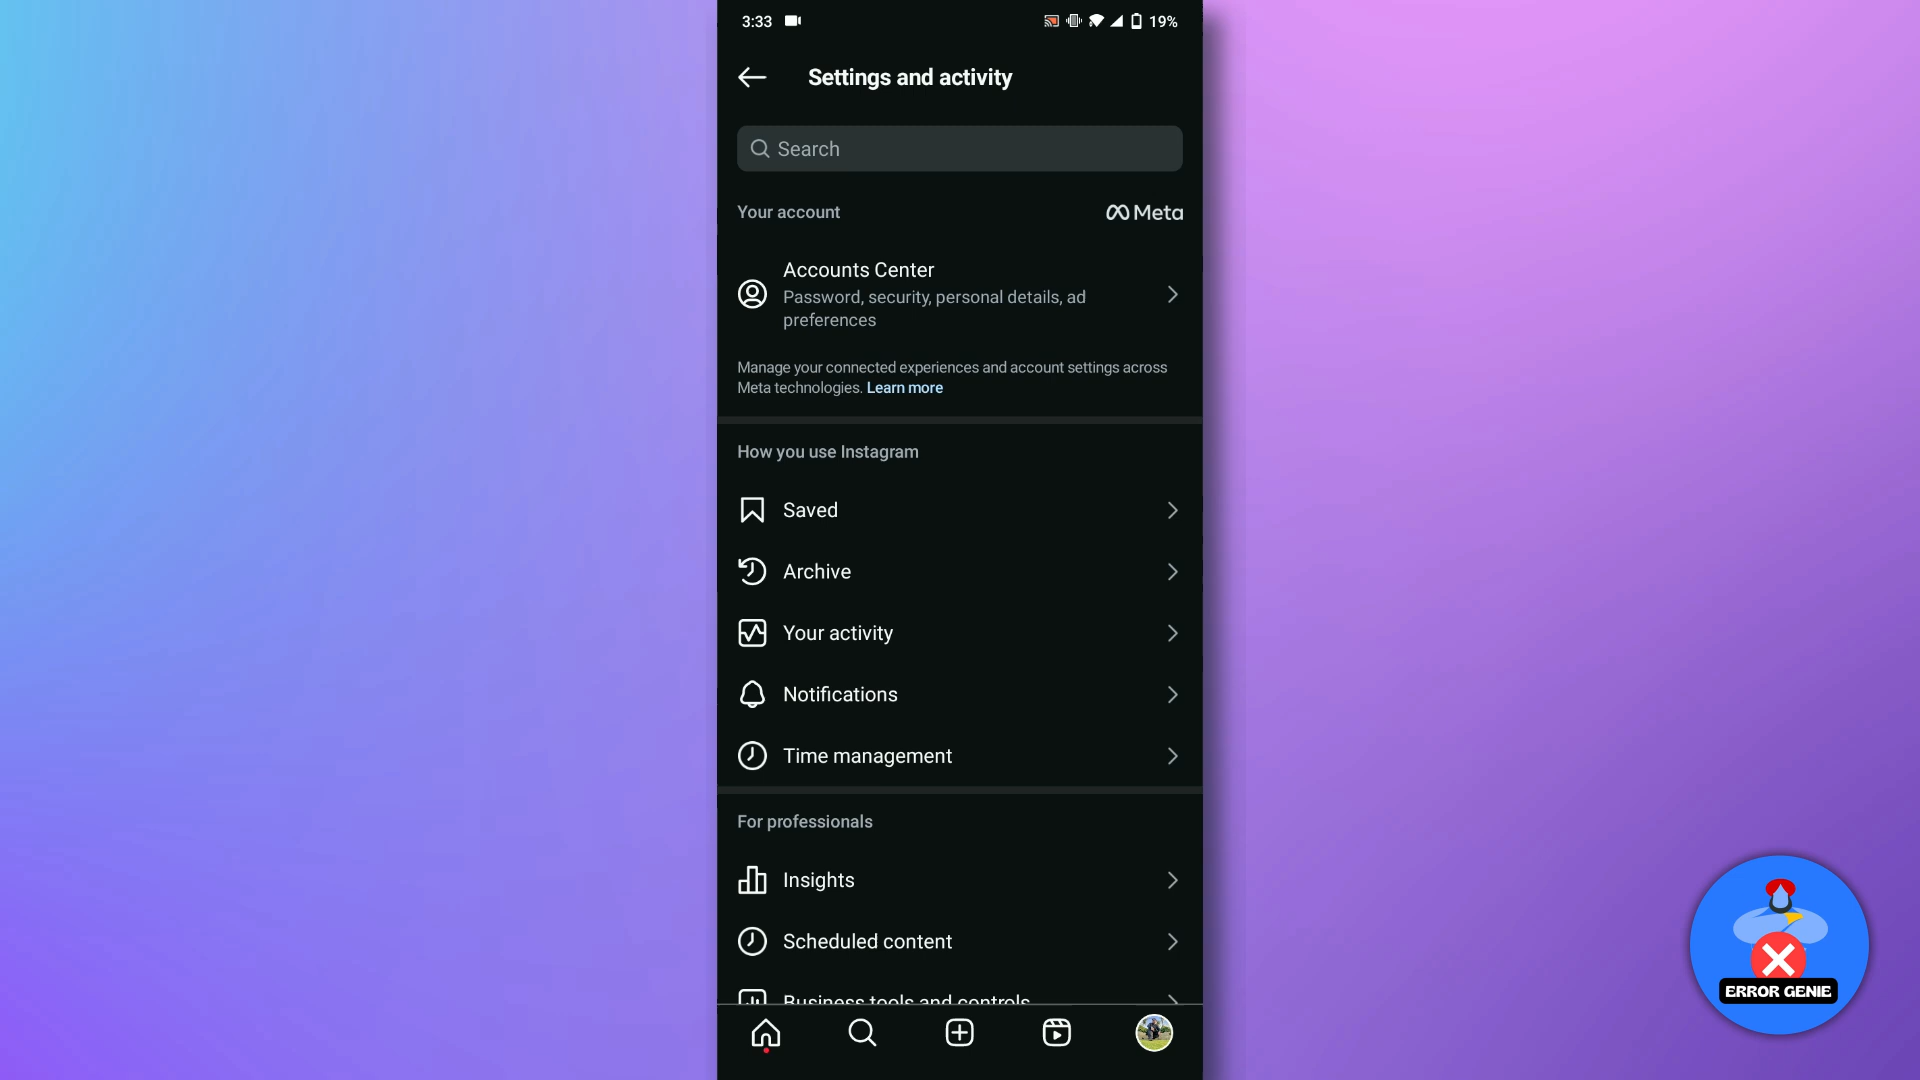 3:33
19%
Settings and activity
Search
Your account
Meta
Accounts Center
Password, security, personal details, ad
preferences
Manage your connected experiences and account settings across
Meta technologies. Learn more
How you use Instagram
Saved
Archive
Your activity
Notifications
Time management
For professionals
Insights
Scheduled content
Business tools and controls
ERROR GENIE